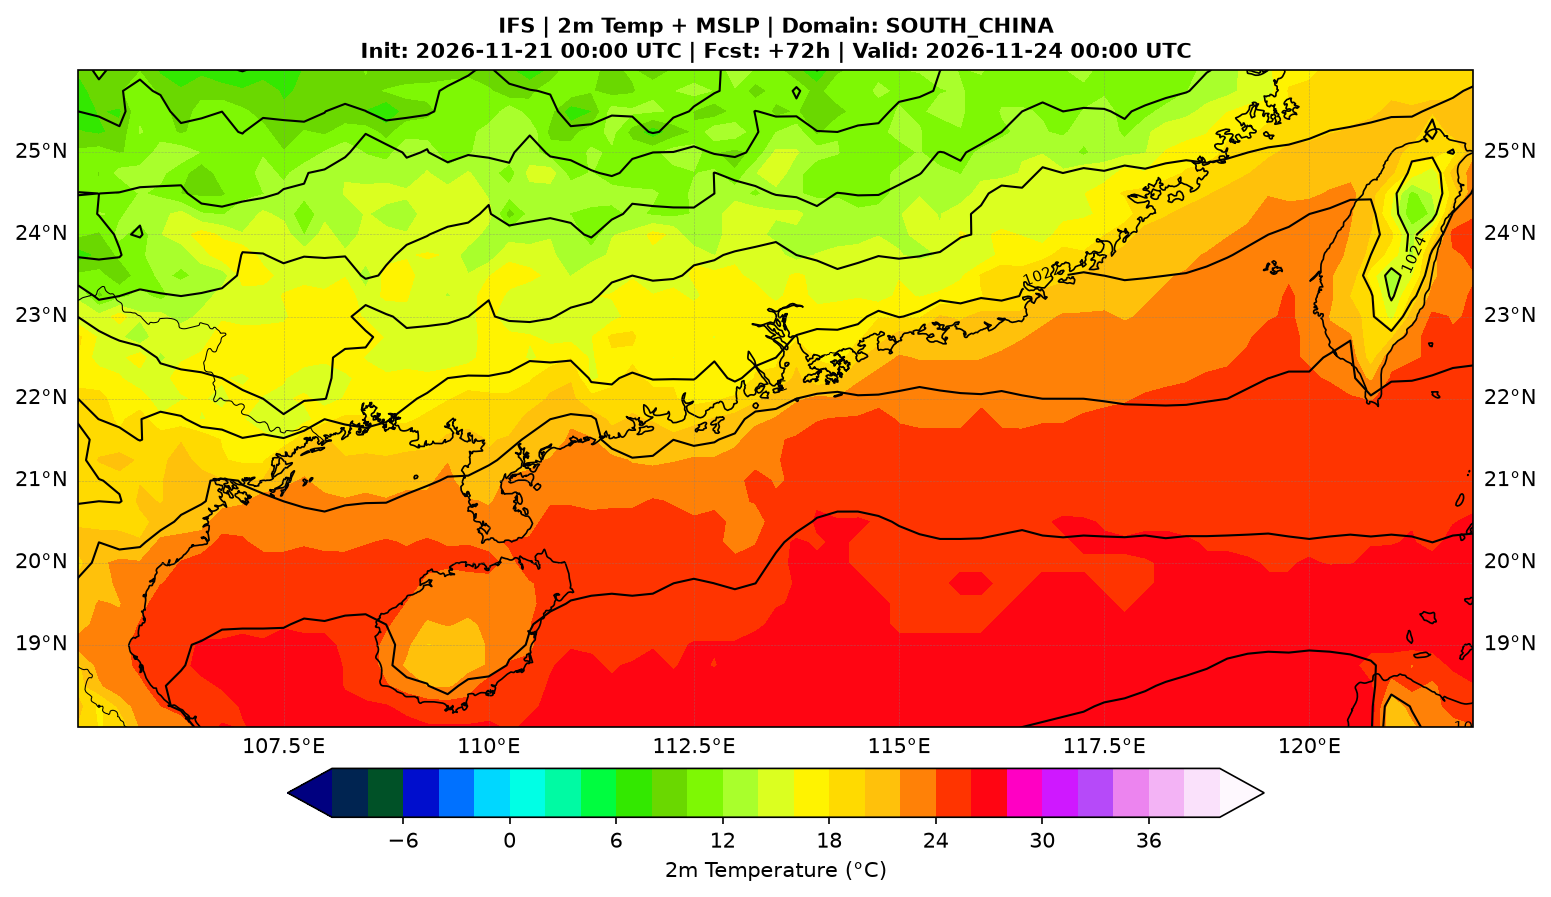 IFS | 2m Temp + MSLP | Domain: SOUTH_CHINA
Init: 2026-11-21 00:00 UTC | Fcst: +72h | Valid: 2026-11-24 00:00 UTC
25°N 25°N
24°N 24°N
1024
23°N 23°N
22°N 22°N
21°N 21°N
20°N 20°N
19°N 19°N
107.5°E 110°E 112.5°E 115°E 117.5°E 120°E
−6 0 6 12 18 24 30 36
2m Temperature (°C)